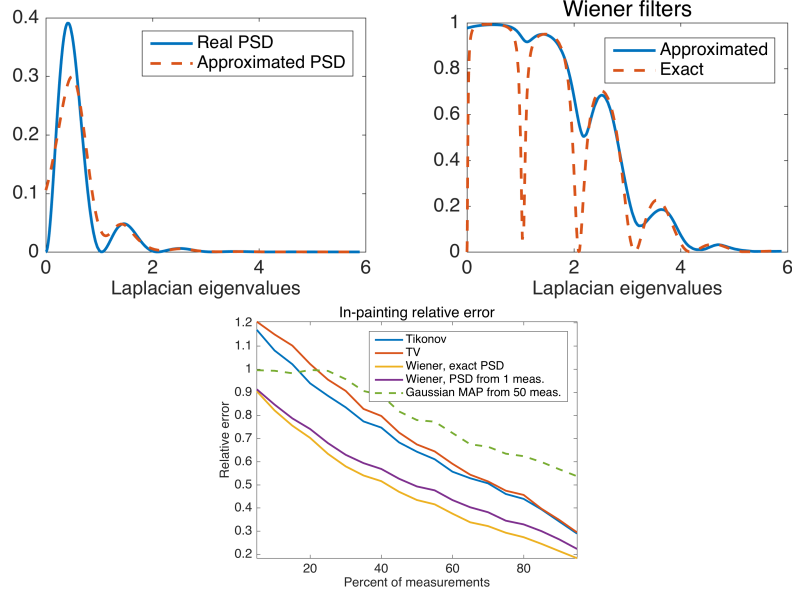 Wiener filters
0.4
0.3
0.2
0.1
0
Real PSD
Approximated PSD
0 2 4 6
Laplacian eigenvalues
1
0.8
0.6
0.4
0.2
0
Approximated
Exact
0 2 4 6
Laplacian eigenvalues
In-painting relative error
1.2
1.1
1
0.9
0.8
0.7
0.6
0.5
0.4
0.3
0.2
Relative error
Tikonov
TV
Wiener, exact PSD
Wiener, PSD from 1 meas.
Gaussian MAP from 50 meas.
20 40 60 80
Percent of measurements